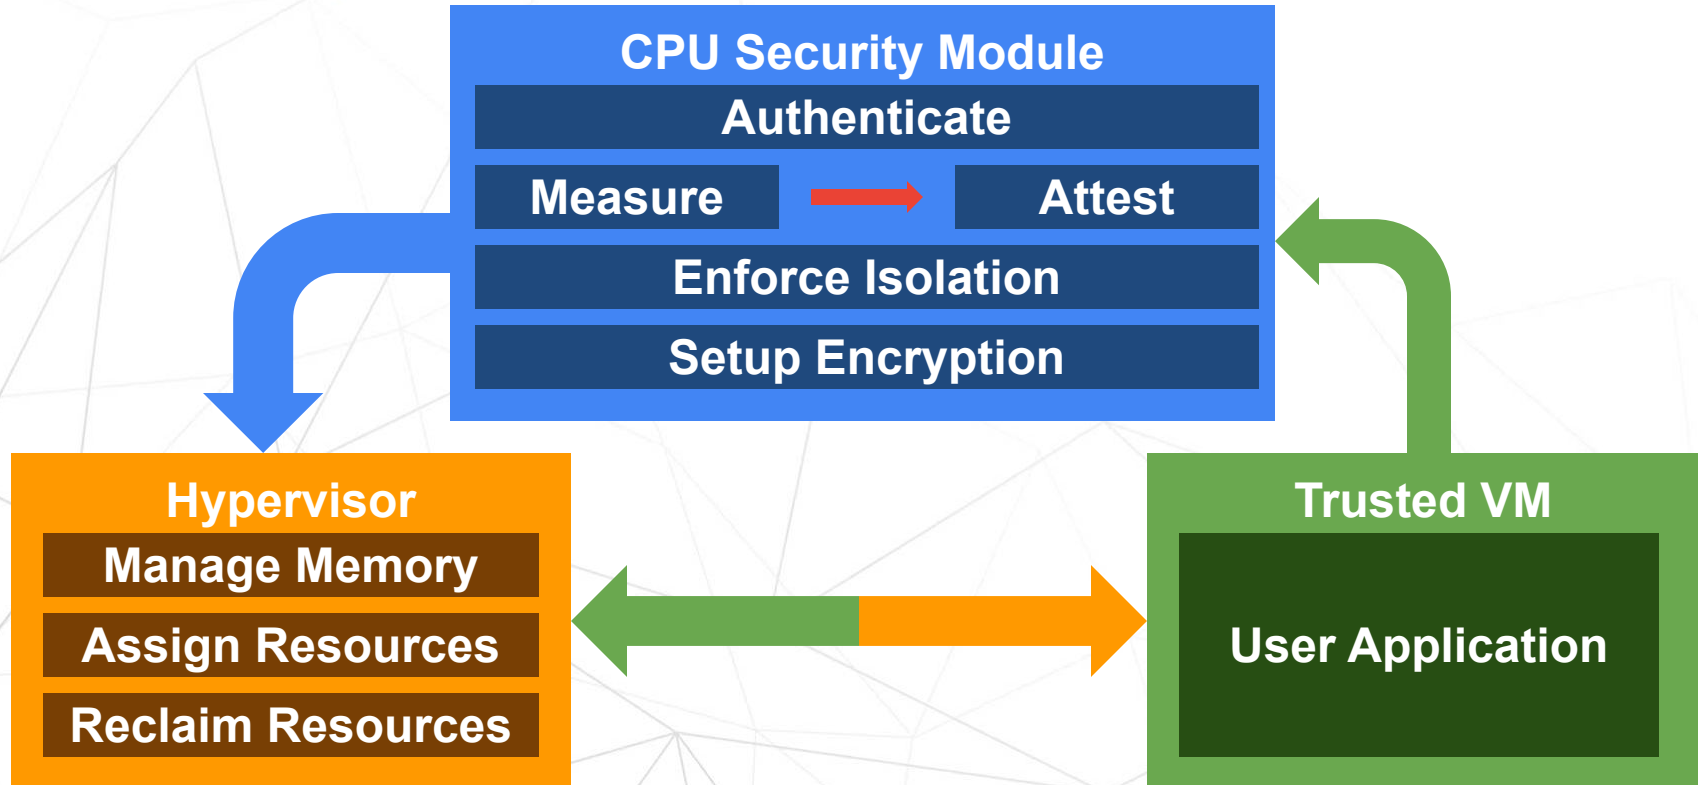 CPU Security Module
Authenticate
Measure
Attest
Enforce Isolation
Setup Encryption
Hypervisor
Manage Memory
Assign Resources
Reclaim Resources
Trusted VM
User Application